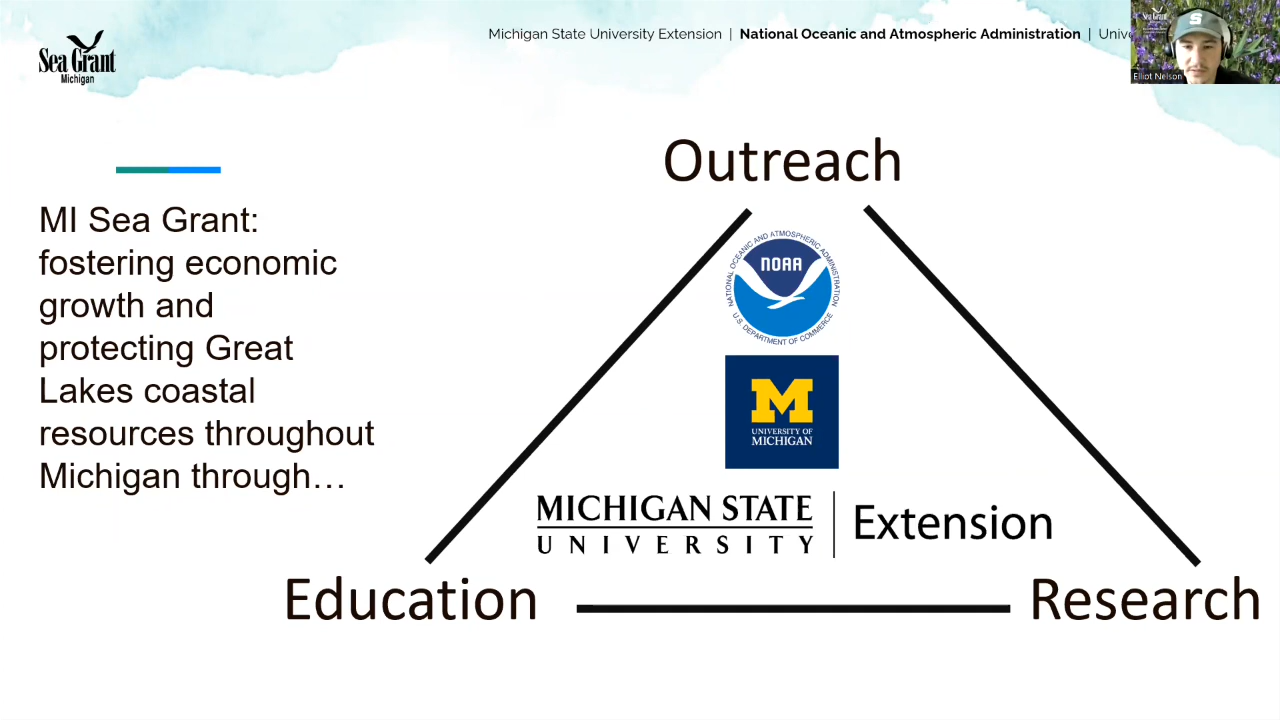 Sea Grant
Michigan
Michigan State University Extension | National Oceanic and Atmospheric Administration |
Elliot Nelson
MI Sea Grant:
fostering economic
growth and
protecting Great
Lakes coastal
resources throughout
Michigan through…
Outreach
NATIONAL OCEANIC AND ATMOSPHERIC ADMINISTRATION
NOAA
U.S. DEPARTMENT OF COMMERCE
M
UNIVERSITY OF
MICHIGAN
MICHIGAN STATE
UNIVERSITY
Extension
Education
Research